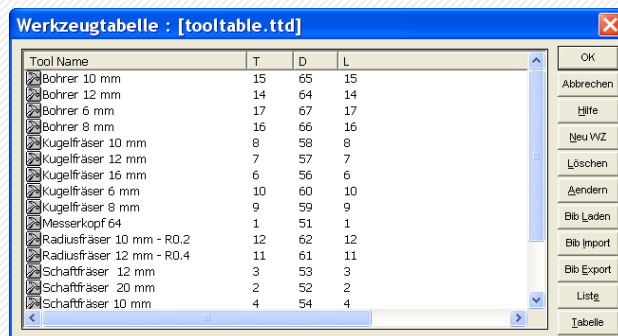 Werkzeugtabelle : [tooltable.ttd]
Tool Name T D L
Bohrer 10 mm 15 65 15
Bohrer 12 mm 14 64 14
Bohrer 6 mm 17 67 17
Bohrer 8 mm 16 66 16
Kugelfräser 10 mm 8 58 8
Kugelfräser 12 mm 7 57 7
Kugelfräser 16 mm 6 56 6
Kugelfräser 6 mm 10 60 10
Kugelfräser 8 mm 9 59 9
Messerkopf 64 1 51 1
Radiusfräser 10 mm - R0.2 12 62 12
Radiusfräser 12 mm - R0.4 11 61 11
Schaftfräser 12 mm 3 53 3
Schaftfräser 20 mm 2 52 2
Schaftfräser 10 mm 4 54 4
OK
Abbrechen
Hilfe
Neu WZ
Löschen
Aendern
Bib Laden
Bib Import
Bib Export
Liste
Tabelle